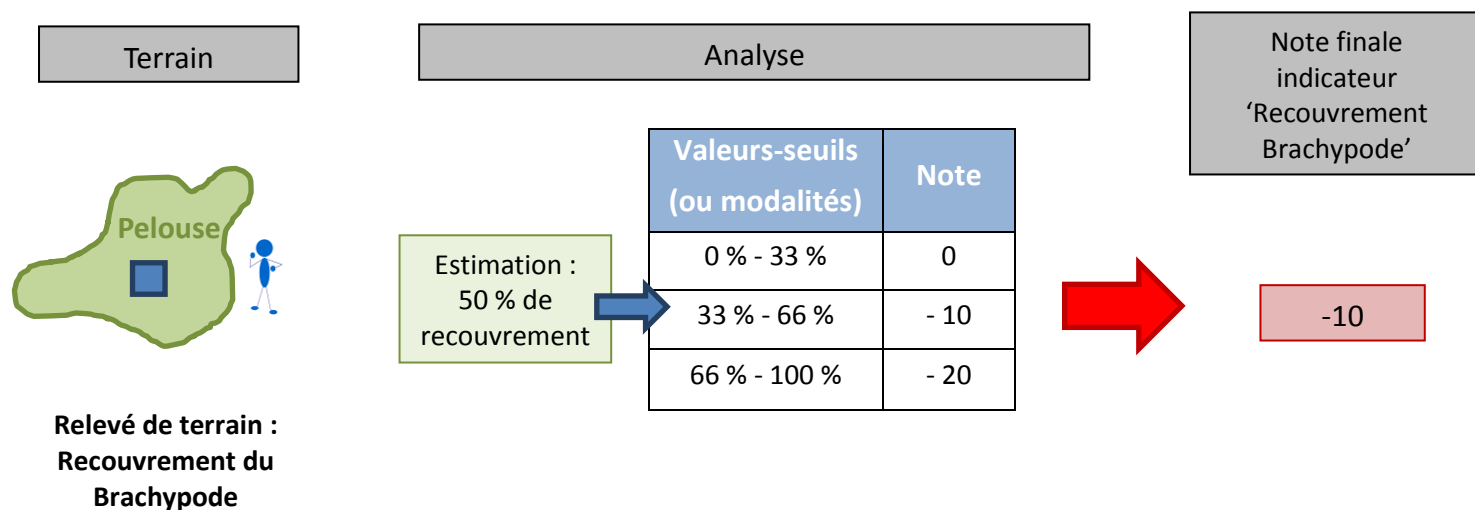 Terrain
Analyse
Note finale
indicateur
‘Recouvrement
Brachypode’
Pelouse
Estimation :
50 % de
recouvrement
Valeurs-seuils
(ou modalités)
Note
0 % - 33 %
0
33 % - 66 %
- 10
66 % - 100 %
- 20
-10
Relevé de terrain :
Recouvrement du
Brachypode